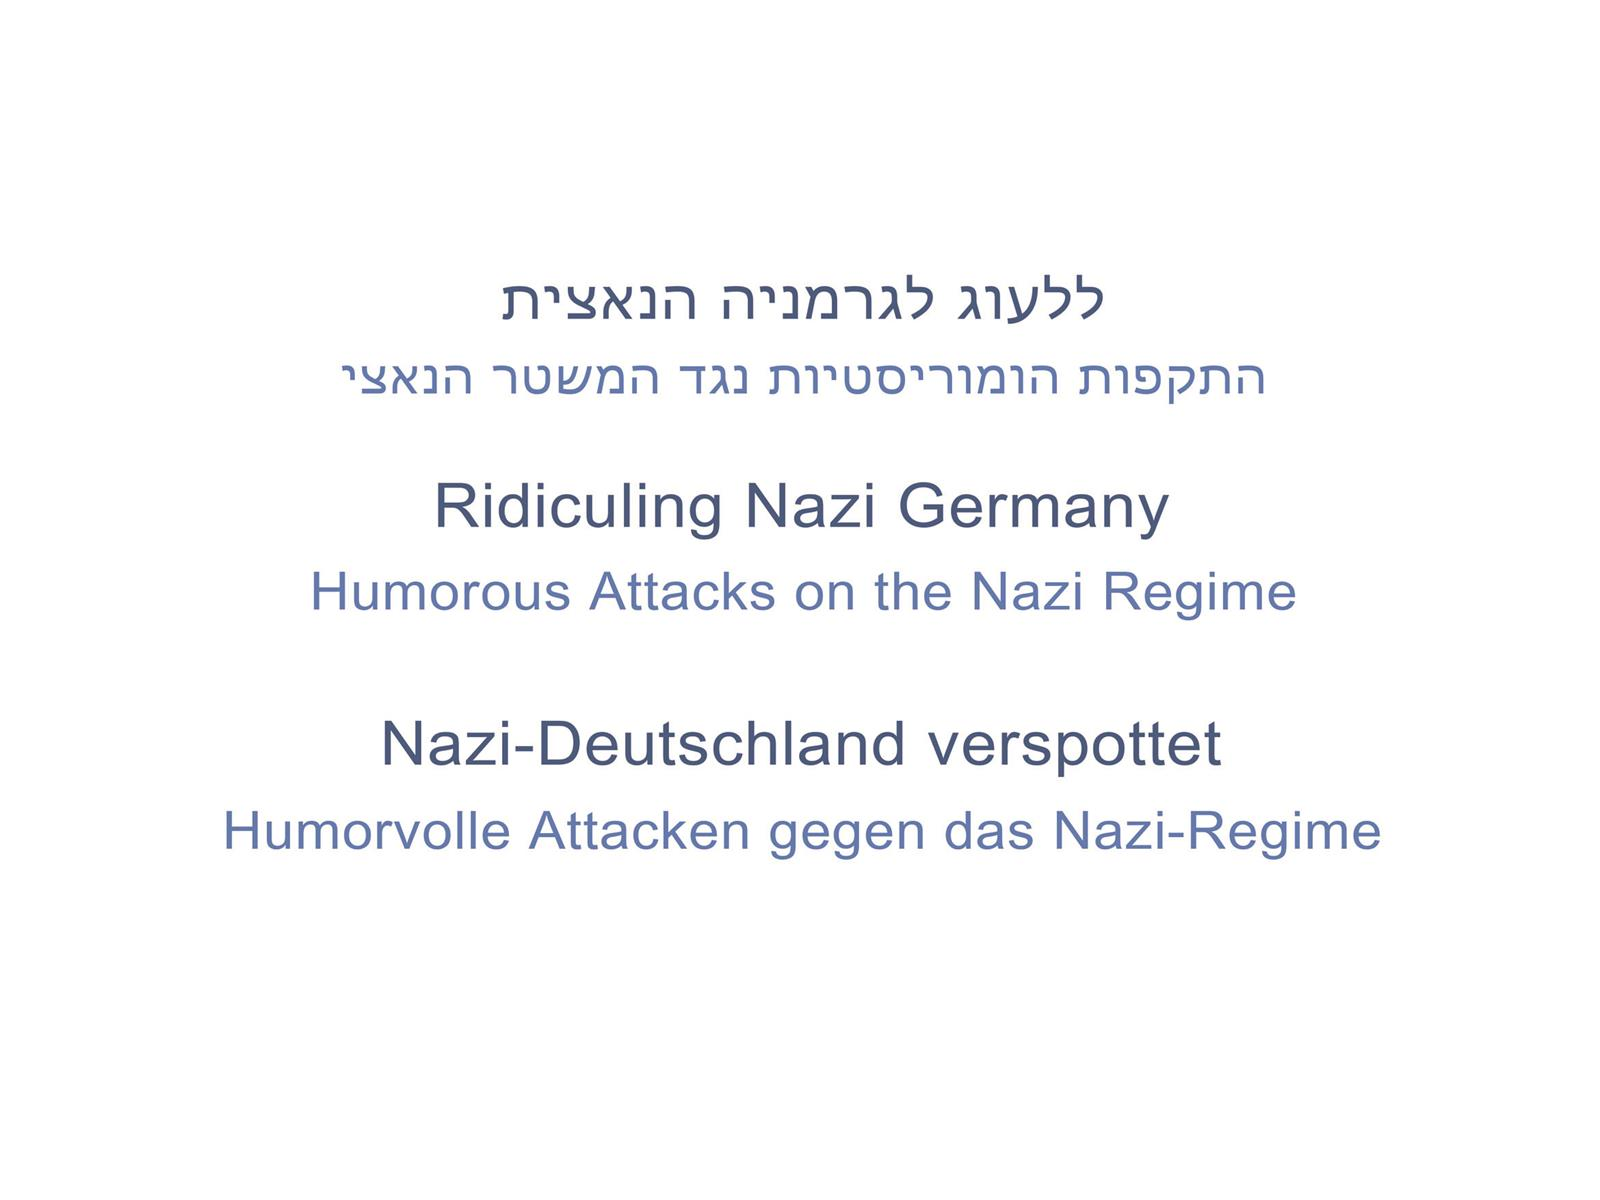 ללעוג לגרמניה הנאצית
התקפות הומוריסטיות נגד המשטר הנאצי
Ridiculing Nazi Germany
Humorous Attacks on the Nazi Regime
Nazi-Deutschland verspottet
Humorvolle Attacken gegen das Nazi-Regime